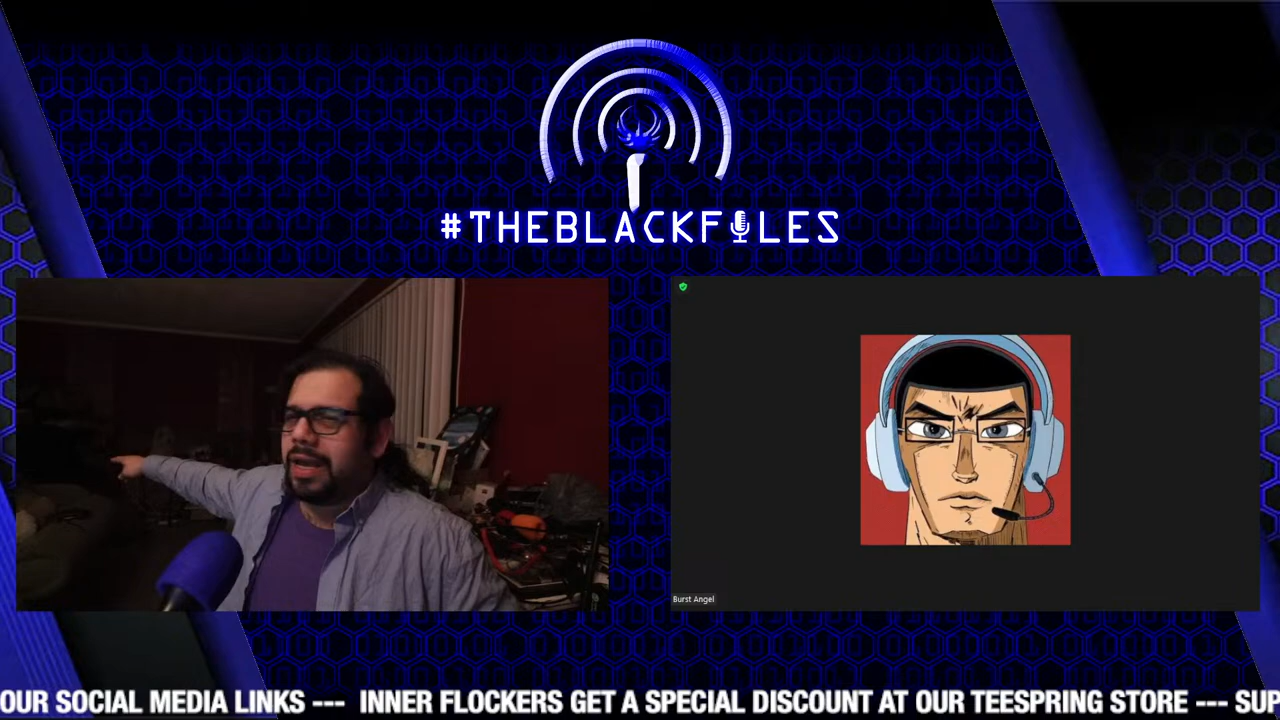 #THEBLACKFILES
Burst Angel
OUR SOCIAL MEDIA LINKS --- INNER FLOCKERS GET A SPECIAL DISCOUNT AT OUR TEESPRING STORE --- SUP